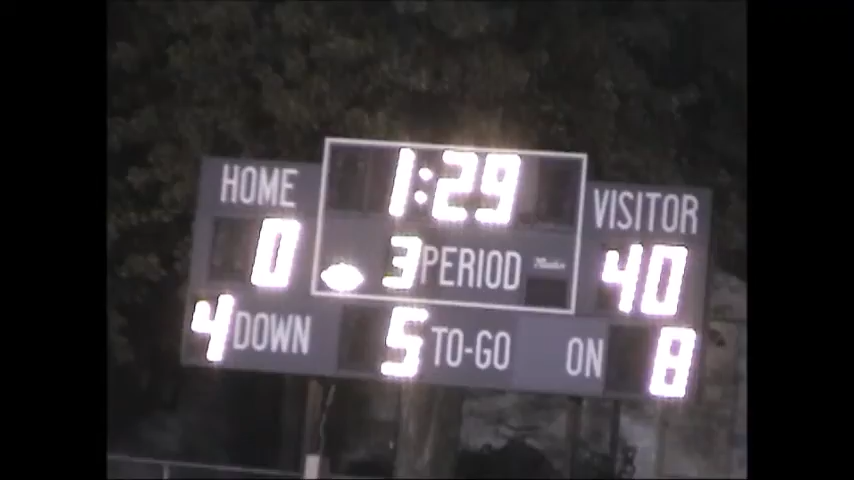 1:29
HOME 0
3 PERIOD
VISITOR 40
4 DOWN 5 TO-GO ON 8